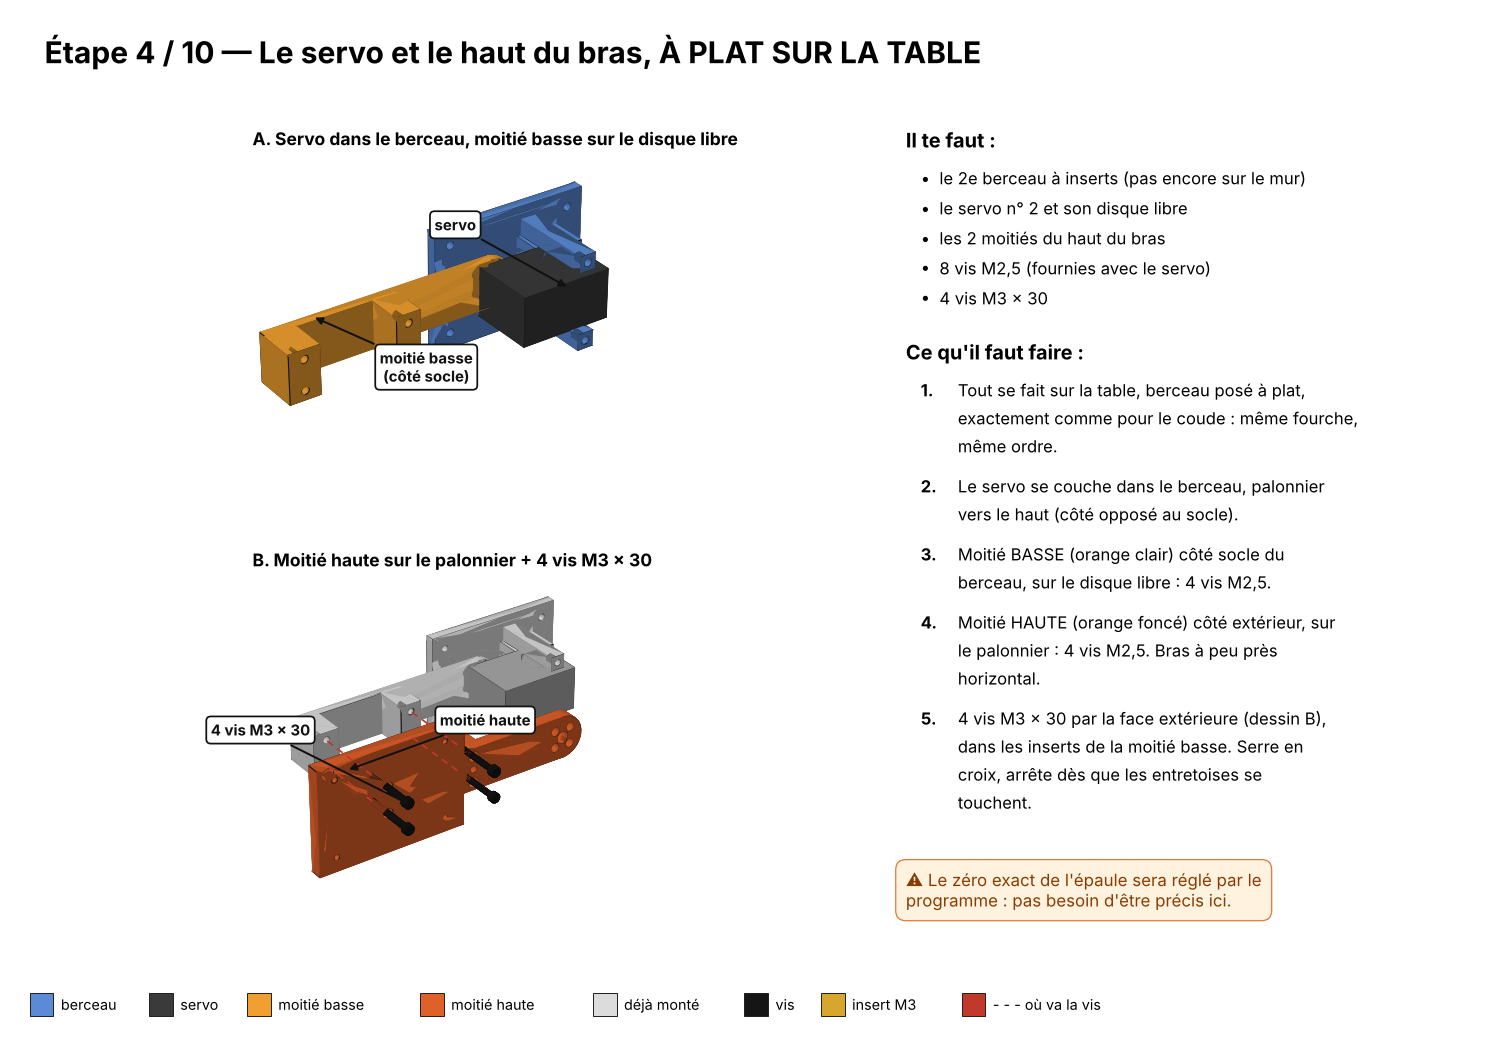 Étape 4 / 10 — Le servo et le haut du bras, À PLAT SUR LA TABLE
A. Servo dans le berceau, moitié basse sur le disque libre
servo
moitié basse
(côté socle)
B. Moitié haute sur le palonnier + 4 vis M3 × 30
4 vis M3 × 30
moitié haute
Il te faut :
• le 2e berceau à inserts (pas encore sur le mur)
• le servo n° 2 et son disque libre
• les 2 moitiés du haut du bras
• 8 vis M2,5 (fournies avec le servo)
• 4 vis M3 × 30
Ce qu'il faut faire :
1. Tout se fait sur la table, berceau posé à plat,
exactement comme pour le coude : même fourche,
même ordre.
2. Le servo se couche dans le berceau, palonnier
vers le haut (côté opposé au socle).
3. Moitié BASSE (orange clair) côté socle du
berceau, sur le disque libre : 4 vis M2,5.
4. Moitié HAUTE (orange foncé) côté extérieur, sur
le palonnier : 4 vis M2,5. Bras à peu près
horizontal.
5. 4 vis M3 × 30 par la face extérieure (dessin B),
dans les inserts de la moitié basse. Serre en
croix, arrête dès que les entretoises se
touchent.
⚠ Le zéro exact de l'épaule sera réglé par le
programme : pas besoin d'être précis ici.
berceau
servo
moitié basse
moitié haute
déjà monté
vis
insert M3
- - - où va la vis